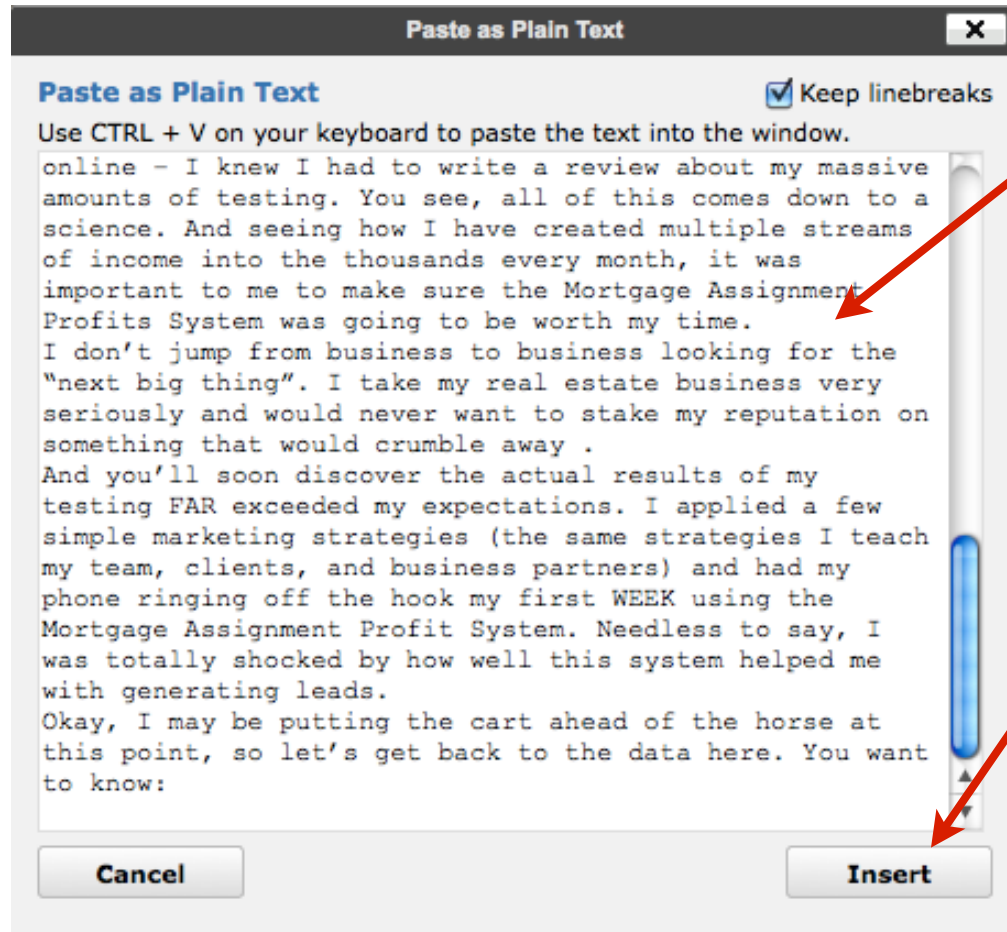 Paste as Plain Text
X
Paste as Plain Text
Keep linebreaks
Use CTRL + V on your keyboard to paste the text into the window.
online – I knew I had to write a review about my massive
amounts of testing. You see, all of this comes down to a
science. And seeing how I have created multiple streams
of income into the thousands every month, it was
important to me to make sure the Mortgage Assignment
Profits System was going to be worth my time.
I don’t jump from business to business looking for the
“next big thing”. I take my real estate business very
seriously and would never want to stake my reputation on
something that would crumble away .
And you’ll soon discover the actual results of my
testing FAR exceeded my expectations. I applied a few
simple marketing strategies (the same strategies I teach
my team, clients, and business partners) and had my
phone ringing off the hook my first WEEK using the
Mortgage Assignment Profit System. Needless to say, I
was totally shocked by how well this system helped me
with generating leads.
Okay, I may be putting the cart ahead of the horse at
this point, so let’s get back to the data here. You want
to know:
Cancel
Insert